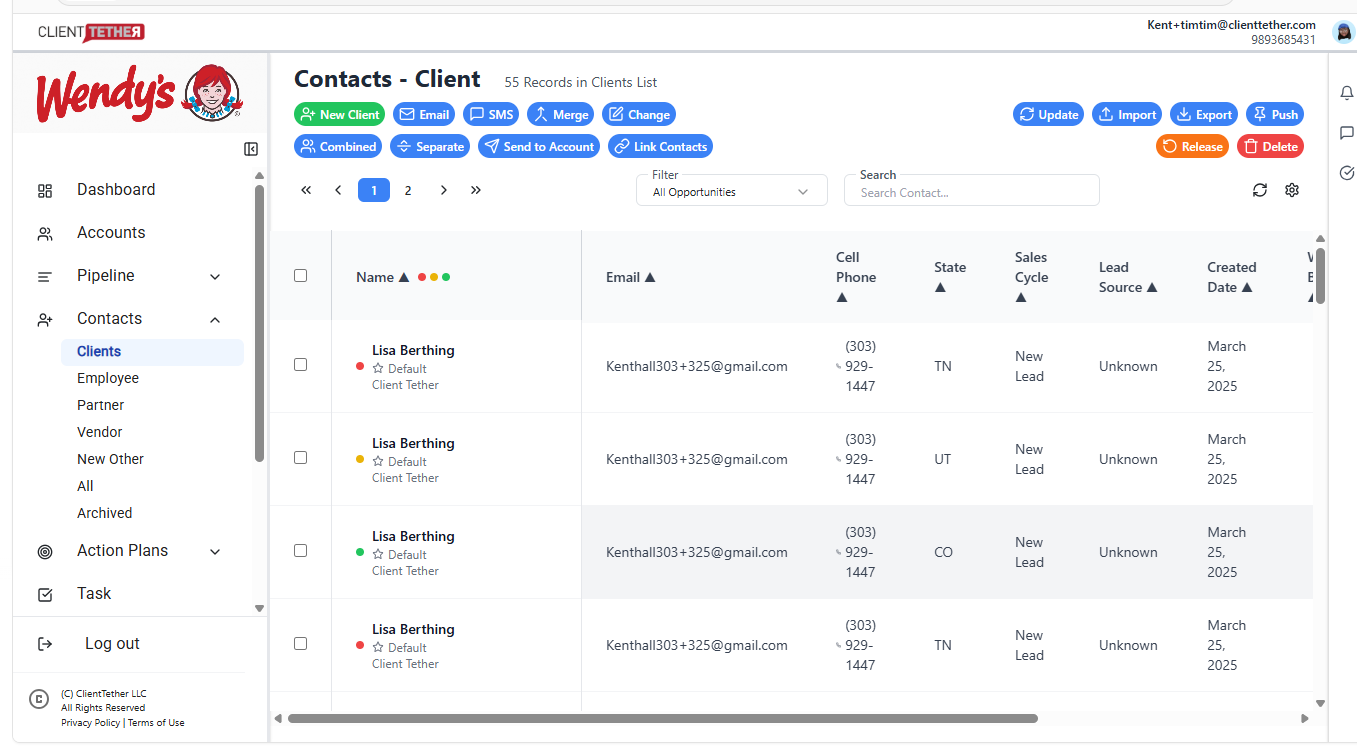 CLIENT TETHER
Kent+timtim@clienttether.com
9893685431
Wendy's
Contacts - Client
55 Records in Clients List
New Client
Email
SMS
Merge
Change
Update
Import
Export
Push
Combined
Separate
Send to Account
Link Contacts
Release
Delete
1
2
Filter
All Opportunities
Search
Search Contact...
Dashboard
Accounts
Pipeline
Contacts
Clients
Employee
Partner
Vendor
New Other
All
Archived
Action Plans
Task
Log out
(C) ClientTether LLC
All Rights Reserved
Privacy Policy | Terms of Use
Name
Email
Cell
Phone
State
Sales
Cycle
Lead
Source
Created
Date
Lisa Berthing
Default
Client Tether
Kenthall303+325@gmail.com
(303)
929-
1447
TN
New
Lead
Unknown
March
25,
2025
Lisa Berthing
Default
Client Tether
Kenthall303+325@gmail.com
(303)
929-
1447
UT
New
Lead
Unknown
March
25,
2025
Lisa Berthing
Default
Client Tether
Kenthall303+325@gmail.com
(303)
929-
1447
CO
New
Lead
Unknown
March
25,
2025
Lisa Berthing
Default
Client Tether
Kenthall303+325@gmail.com
(303)
929-
1447
TN
New
Lead
Unknown
March
25,
2025